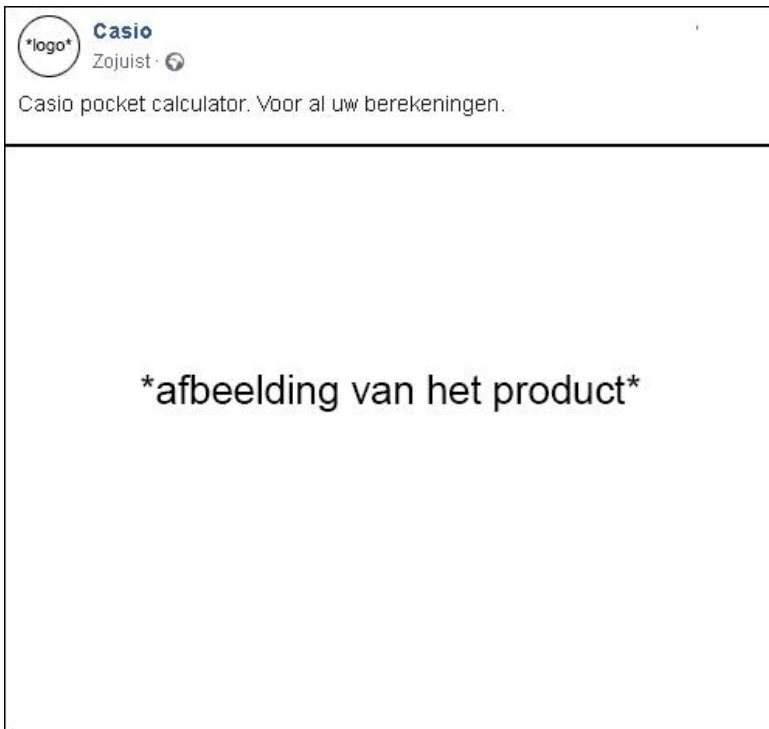 *logo*
Casio
Zojuist ·
Casio pocket calculator. Voor al uw berekeningen.
*afbeelding van het product*